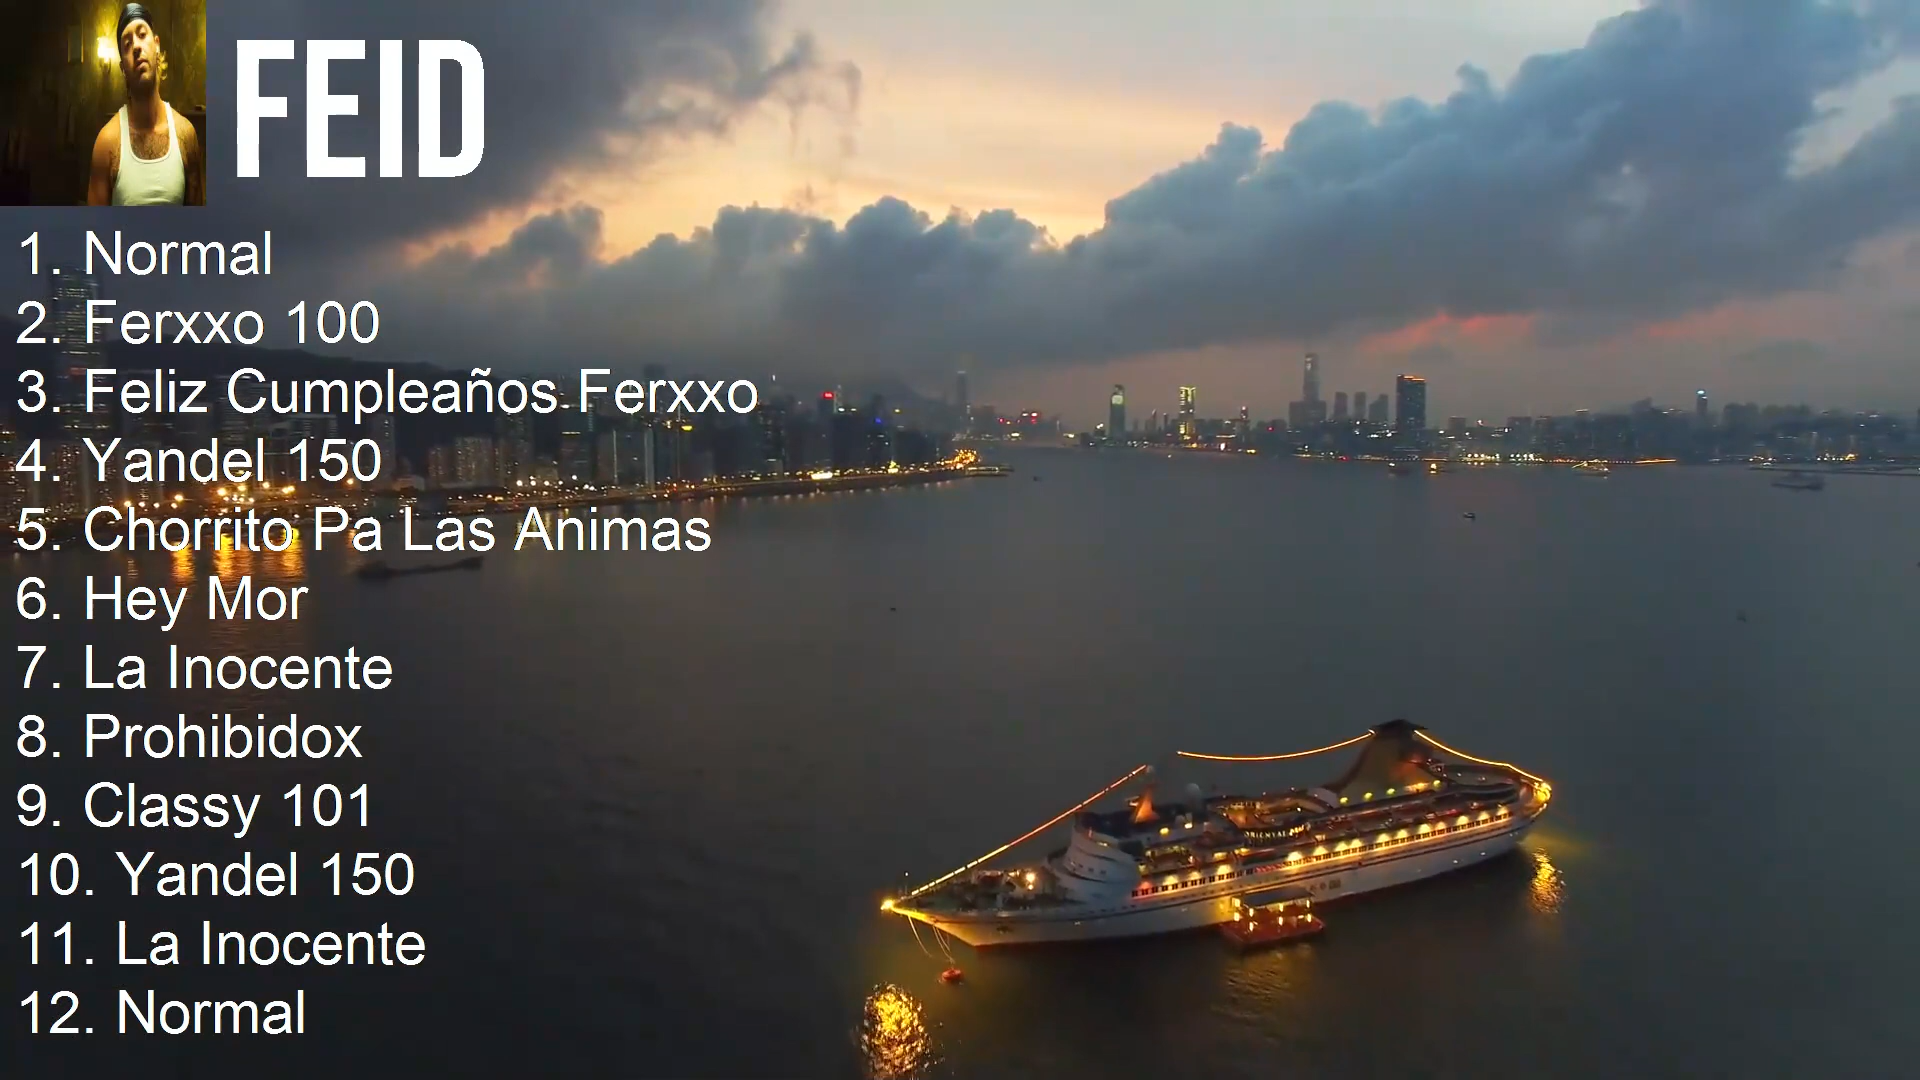 FEID
1. Normal
2. Ferxxo 100
3. Feliz Cumpleaños Ferxxo
4. Yandel 150
5. Chorrito Pa Las Animas
6. Hey Mor
7. La Inocente
8. Prohibidox
9. Classy 101
10. Yandel 150
11. La Inocente
12. Normal